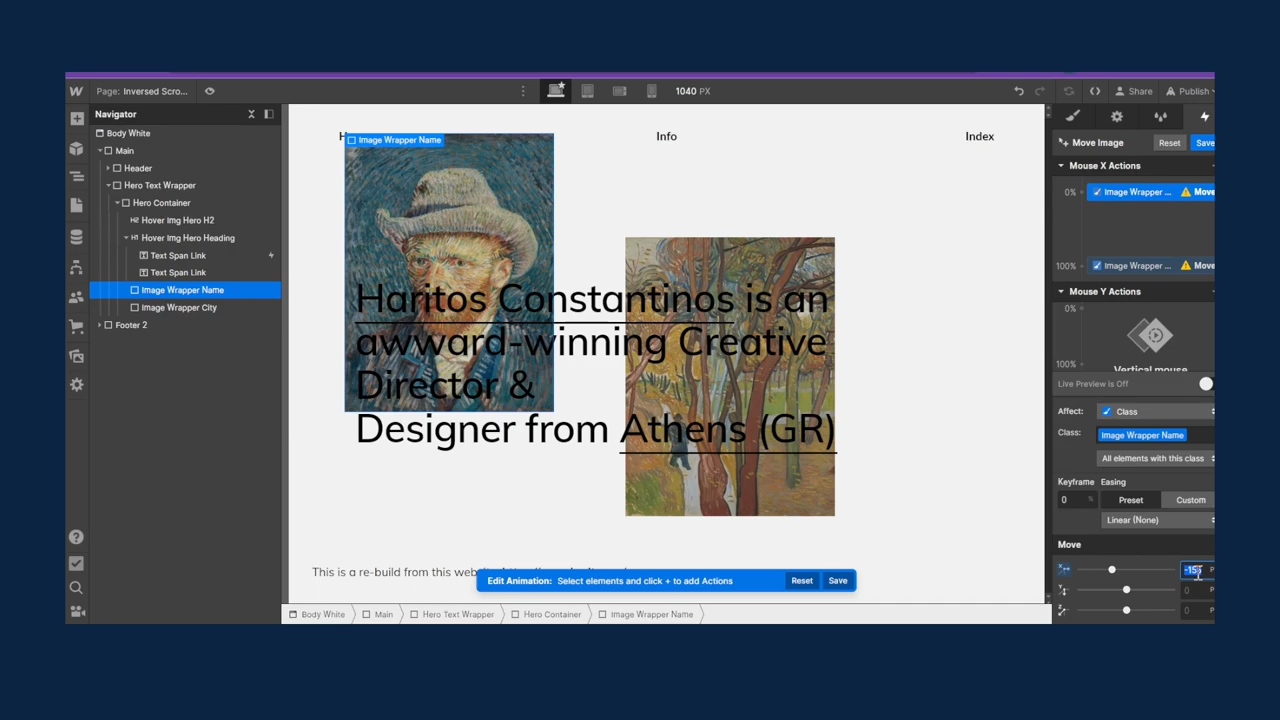 Page: Inversed Scro...
1040 PX
Share
Publish
Navigator
Body White
Main
Header
Hero Text Wrapper
Hero Container
H2 Hover Img Hero H2
H1 Hover Img Hero Heading
Text Span Link
Text Span Link
Image Wrapper Name
Image Wrapper City
Footer 2
Image Wrapper Name
Info
Index
Haritos Constantinos is an
awward-winning Creative
Director &
Designer from Athens (GR)
This is a re-build from this
Edit Animation: Select elements and click + to add Actions
Reset
Save
Body White
Main
Hero Text Wrapper
Hero Container
Image Wrapper Name
Move Image
Reset
Save
Mouse X Actions
0%
Image Wrapper ...
Move
100%
Image Wrapper ...
Move
Mouse Y Actions
0%
100%
Vertical mouse
Live Preview is Off
Affect:
Class
Class:
Image Wrapper Name
All elements with this class
Keyframe
Easing
0 %
Preset
Custom
Linear (None)
Move
X
Y
0
Z
0